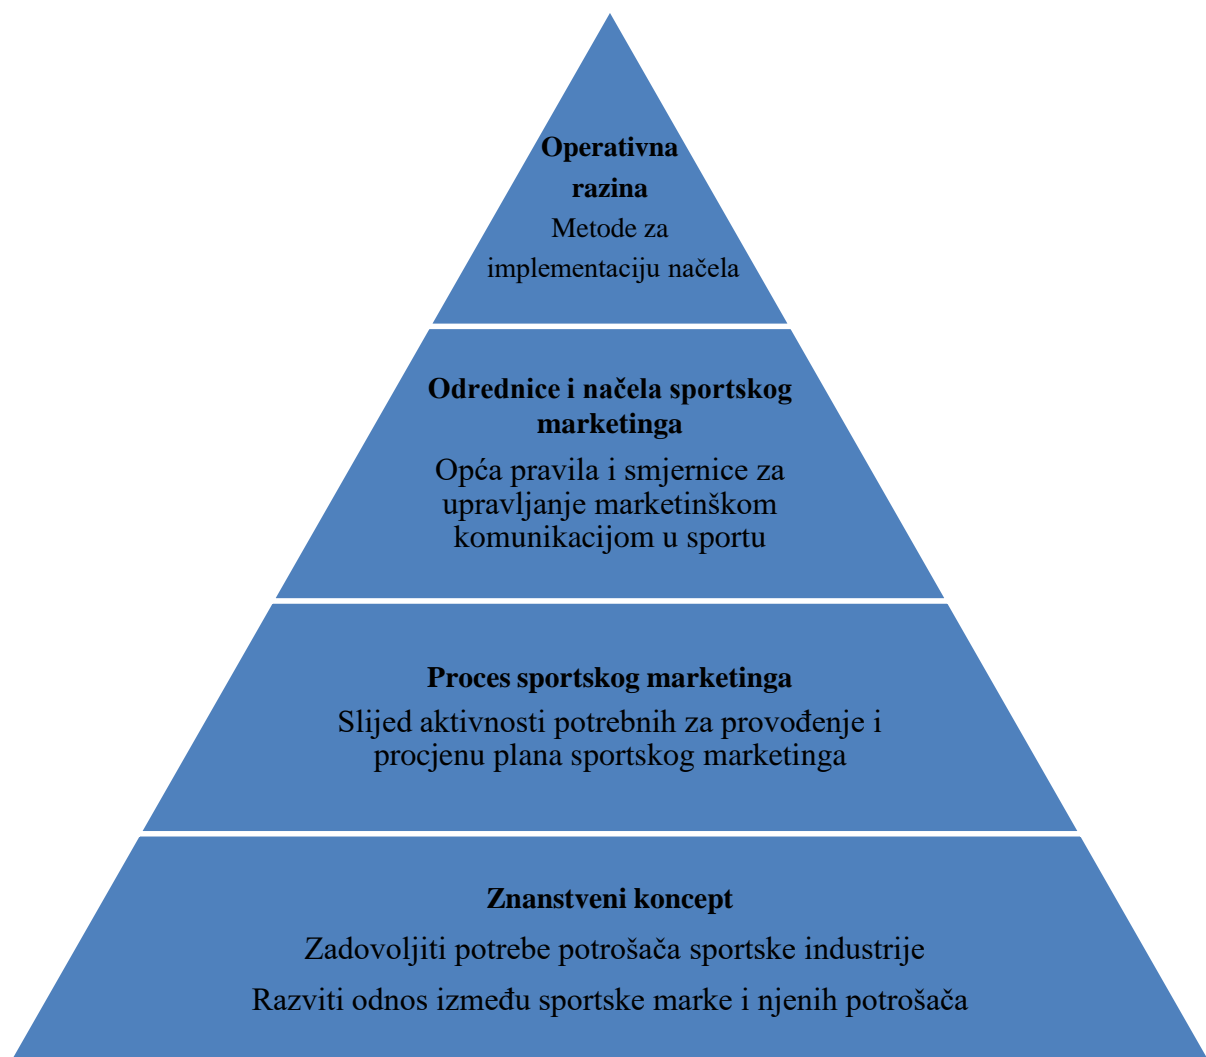 Operativna
razina
Metode za
implementaciju načela
Odrednice i načela sportskog
marketinga
Opća pravila i smjernice za
upravljanje marketinškom
komunikacijom u sportu
Proces sportskog marketinga
Slijed aktivnosti potrebnih za provođenje i
procjenu plana sportskog marketinga
Znanstveni koncept
Zadovoljiti potrebe potrošača sportske industrije
Razviti odnos između sportske marke i njenih potrošača